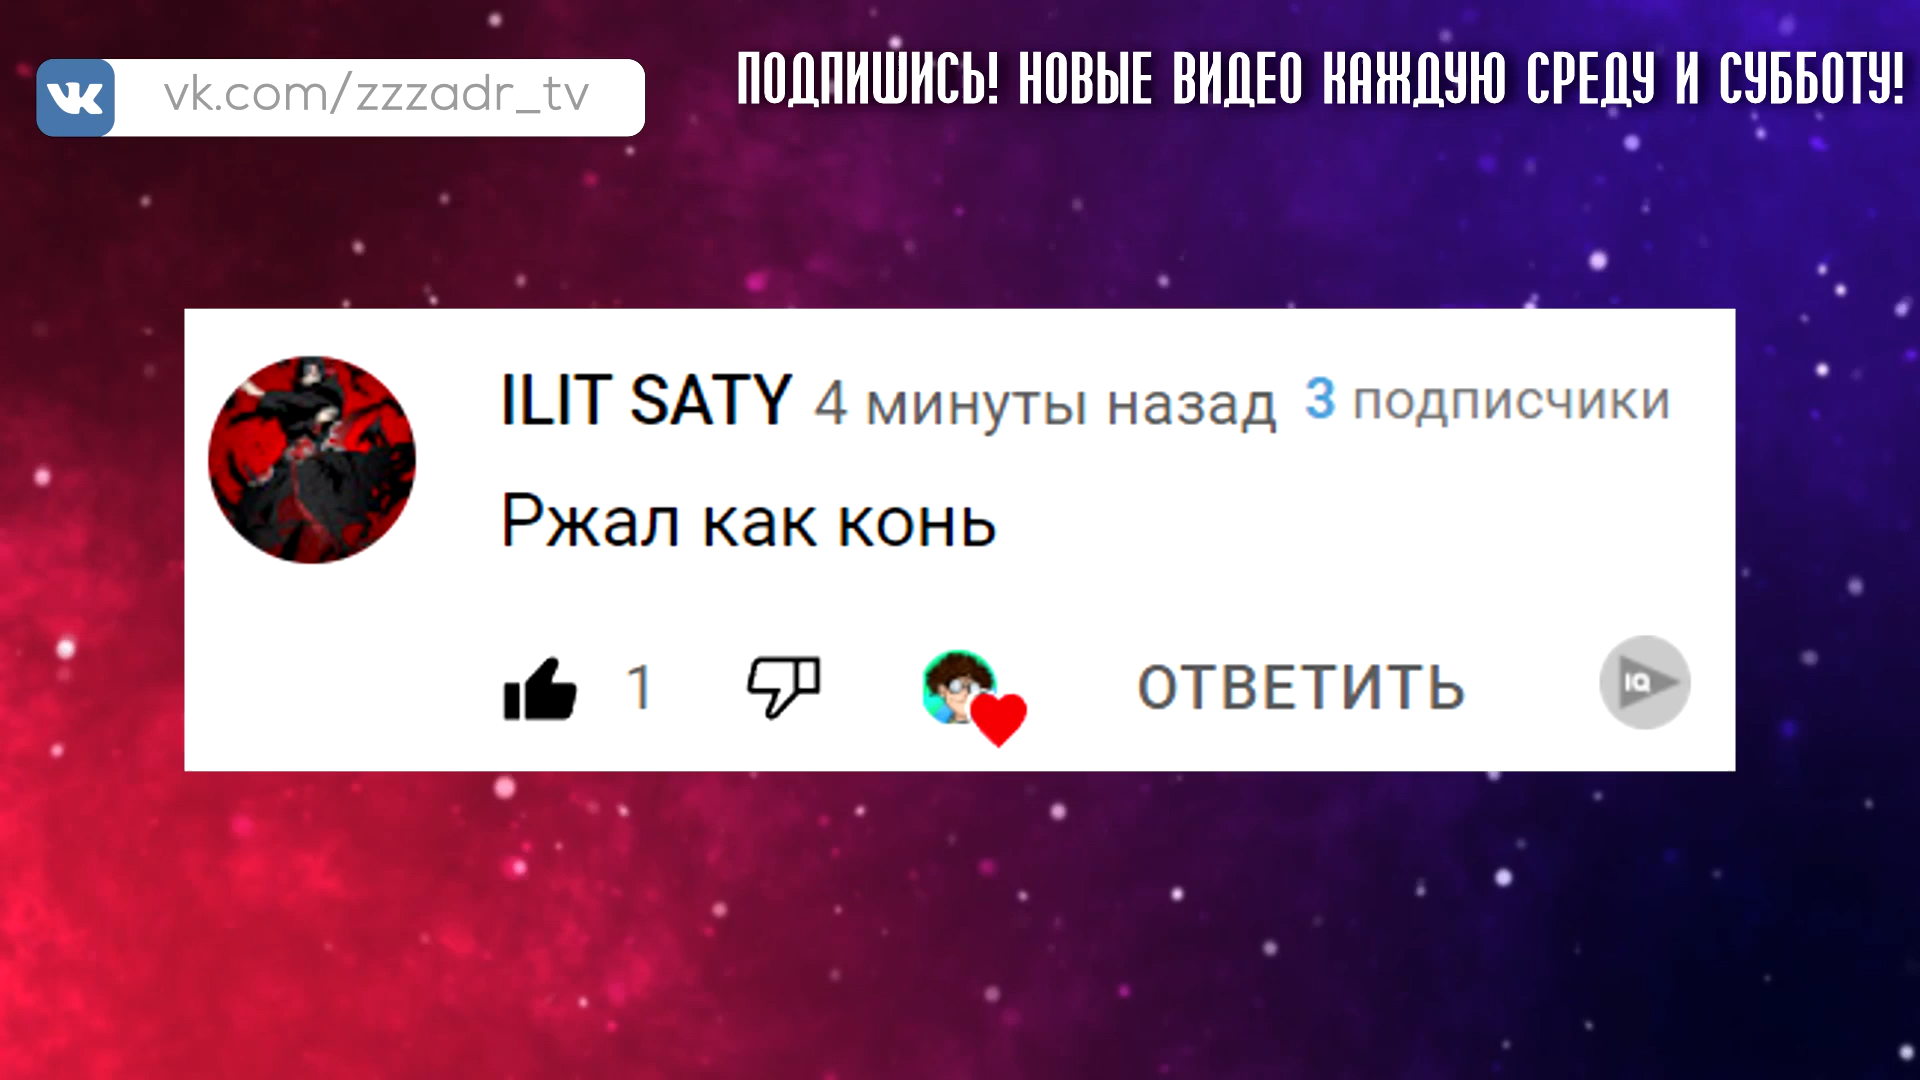 vk.com/zzzadr_tv
ПОДПИШИСЬ! НОВЫЕ ВИДЕО КАЖДУЮ СРЕДУ И СУББОТУ!
ILIT SATY 4 минуты назад 3 подписчики
Ржал как конь
1 ОТВЕТИТЬ IQ